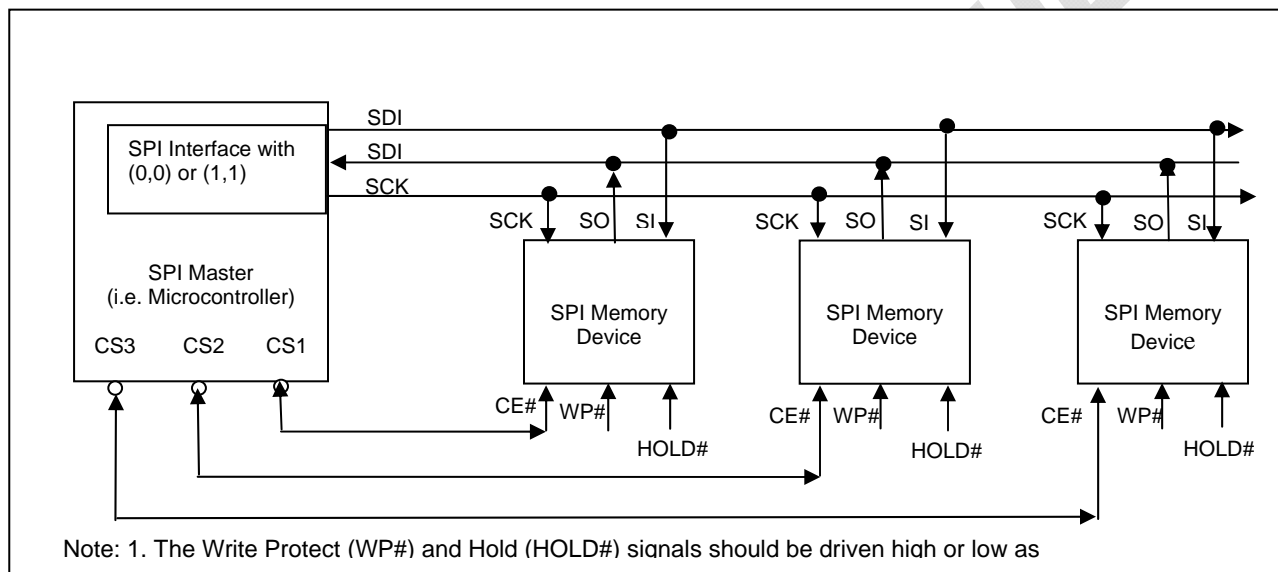 SDI
SPI Interface with
(0,0) or (1,1)
SDI
SCK
SCK SO SI
SCK SO SI
SCK SO SI
SPI Master
(i.e. Microcontroller)
SPI Memory
Device
SPI Memory
Device
SPI Memory
Device
CS3 CS2 CS1
CE# WP#
HOLD#
CE# WP#
HOLD#
CE# WP#
HOLD#
Note: 1. The Write Protect (WP#) and Hold (HOLD#) signals should be driven high or low as